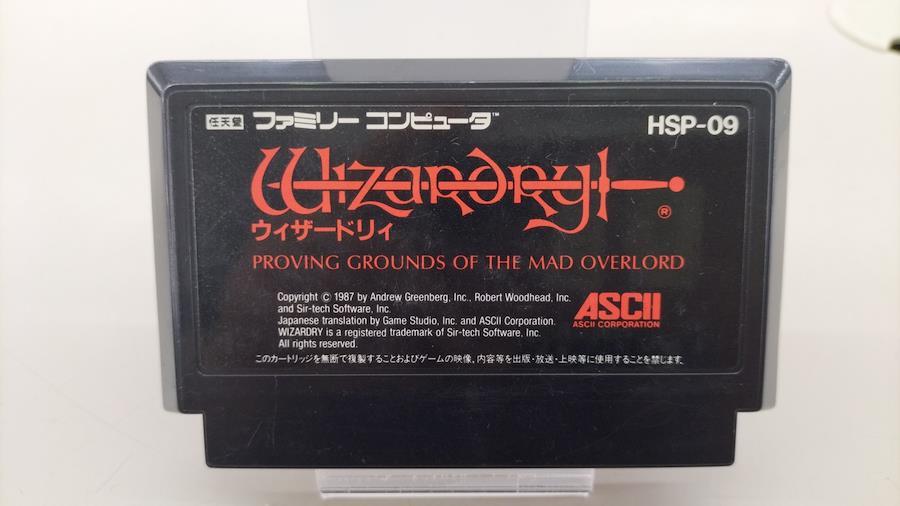 任天堂 ファミリー コンピュータ™ HSP-09
Wizardry ®
ウィザードリィ
PROVING GROUNDS OF THE MAD OVERLORD
Copyright © 1987 by Andrew Greenberg, Inc., Robert Woodhead, Inc.
and Sir-tech Software, Inc.
Japanese translation by Game Studio, Inc. and ASCII Corporation.
WIZARDRY is a registered trademark of Sir-tech Software, Inc.
All rights reserved.
ASCII
ASCII CORPORATION
このカートリッジを無断で複製することおよびゲームの映像、内容等を出版・放送・上映等に使用することを禁じます。